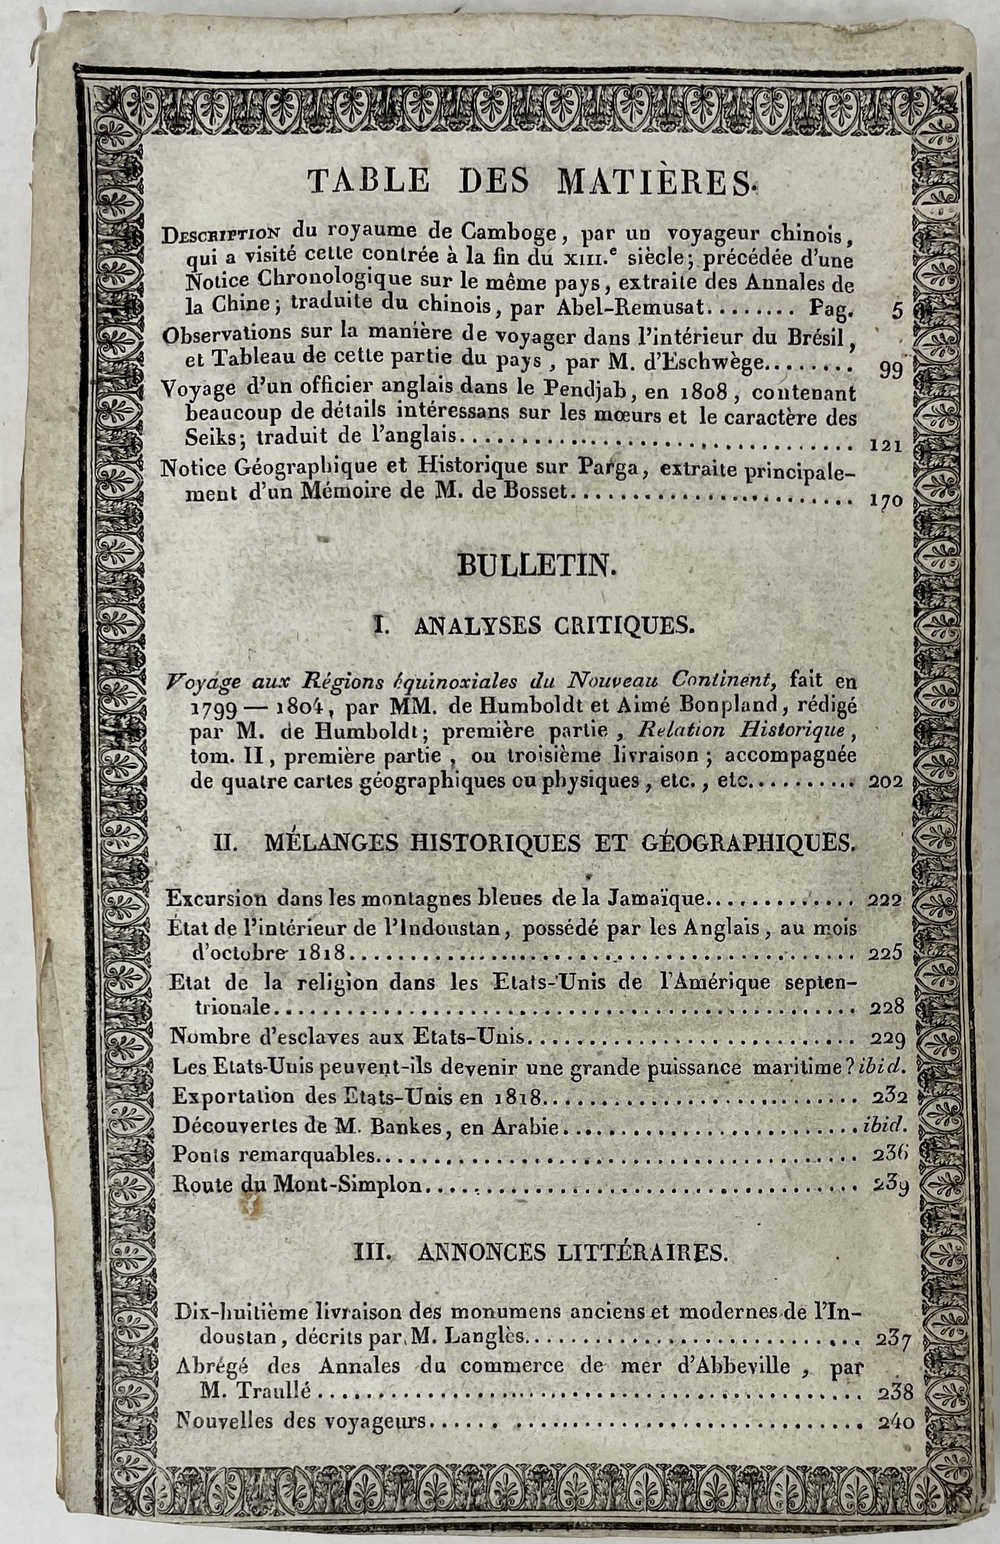 TABLE DES MATIÈRES.
DESCRIPTION du royaume de Camboge, par un voyageur chinois,
qui a visité cette contrée à la fin du XIII.e siècle; précédée d'une
Notice Chronologique sur le même pays, extraite des Annales de
la Chine; traduite du chinois, par Abel-Remusat........ Pag. 5
Observations sur la manière de voyager dans l'intérieur du Brésil,
et Tableau de cette partie du pays, par M. d'Eschwège........ 99
Voyage d'un officier anglais dans le Pendjab, en 1808, contenant
beaucoup de détails intéressans sur les mœurs et le caractère des
Seiks; traduit de l'anglais................................ 121
Notice Géographique et Historique sur Parga, extraite principale-
ment d'un Mémoire de M. de Bosset....................... 170
BULLETIN.
I. ANALYSES CRITIQUES.
Voyage aux Régions équinoxiales du Nouveau Continent, fait en
1799 — 1804, par MM. de Humboldt et Aimé Bonpland, rédigé
par M. de Humboldt; première partie, Relation Historique,
tom. II, première partie, ou troisième livraison; accompagnée
de quatre cartes géographiques ou physiques, etc., etc.......... 202
II. MÉLANGES HISTORIQUES ET GÉOGRAPHIQUES.
Excursion dans les montagnes bleues de la Jamaïque............. 222
État de l'intérieur de l'Indoustan, possédé par les Anglais, au mois
d'octobre 1818......................................... 225
Etat de la religion dans les Etats-Unis de l'Amérique septen-
trionale............................................... 228
Nombre d'esclaves aux Etats-Unis........................... 229
Les Etats-Unis peuvent-ils devenir une grande puissance maritime? ibid.
Exportation des Etats-Unis en 1818......................... 232
Découvertes de M. Bankes, en Arabie........................ ibid.
Ponts remarquables....................................... 236
Route du Mont-Simplon................................... 239
III. ANNONCES LITTÉRAIRES.
Dix-huitième livraison des monumens anciens et modernes de l'In-
doustan, décrits par M. Langlès........................... 237
Abrégé des Annales du commerce de mer d'Abbeville, par
M. Traullé............................................ 238
Nouvelles des voyageurs................................... 240